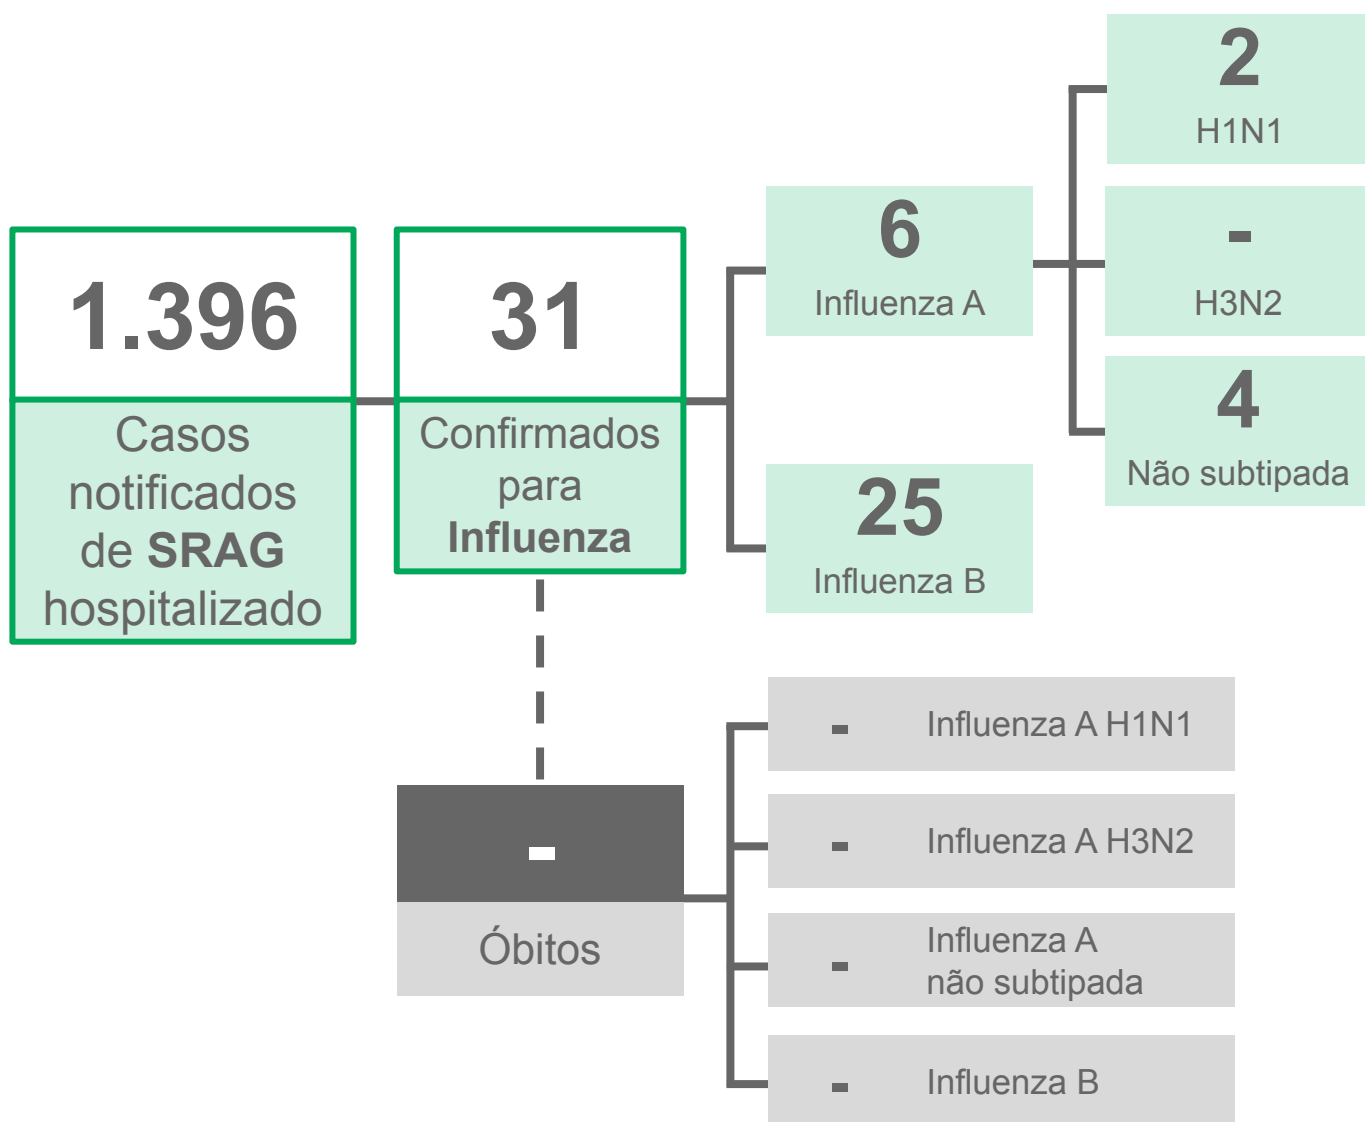 1.396
Casos
notificados
de SRAG
hospitalizado
31
Confirmados
para
Influenza
6
Influenza A
25
Influenza B
2
H1N1
-
H3N2
4
Não subtipada
-
Óbitos
- Influenza A H1N1
- Influenza A H3N2
- Influenza A
não subtipada
- Influenza B